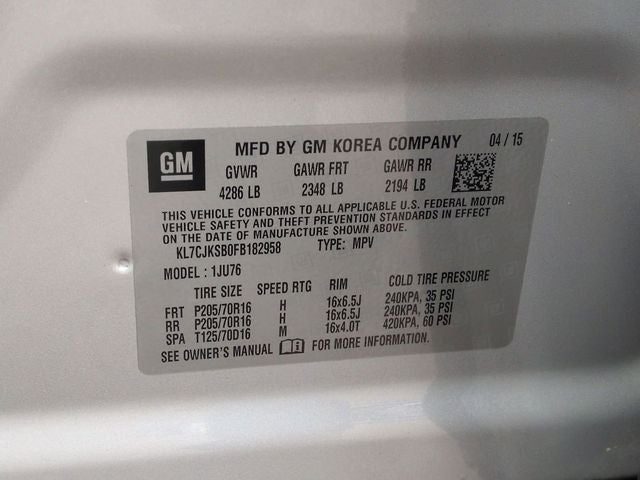 GM
MFD BY GM KOREA COMPANY 04 / 15
GVWR GAWR FRT GAWR RR
4286 LB 2348 LB 2194 LB
THIS VEHICLE CONFORMS TO ALL APPLICABLE U.S. FEDERAL MOTOR
VEHICLE SAFETY AND THEFT PREVENTION STANDARDS IN EFFECT
ON THE DATE OF MANUFACTURE SHOWN ABOVE.
KL7CJKSB0FB182958 TYPE: MPV
MODEL : 1JU76
TIRE SIZE SPEED RTG RIM COLD TIRE PRESSURE
FRT P205/70R16 H 16x6.5J 240KPA, 35 PSI
RR P205/70R16 H 16x6.5J 240KPA, 35 PSI
SPA T125/70D16 M 16x4.0T 420KPA, 60 PSI
SEE OWNER'S MANUAL FOR MORE INFORMATION.